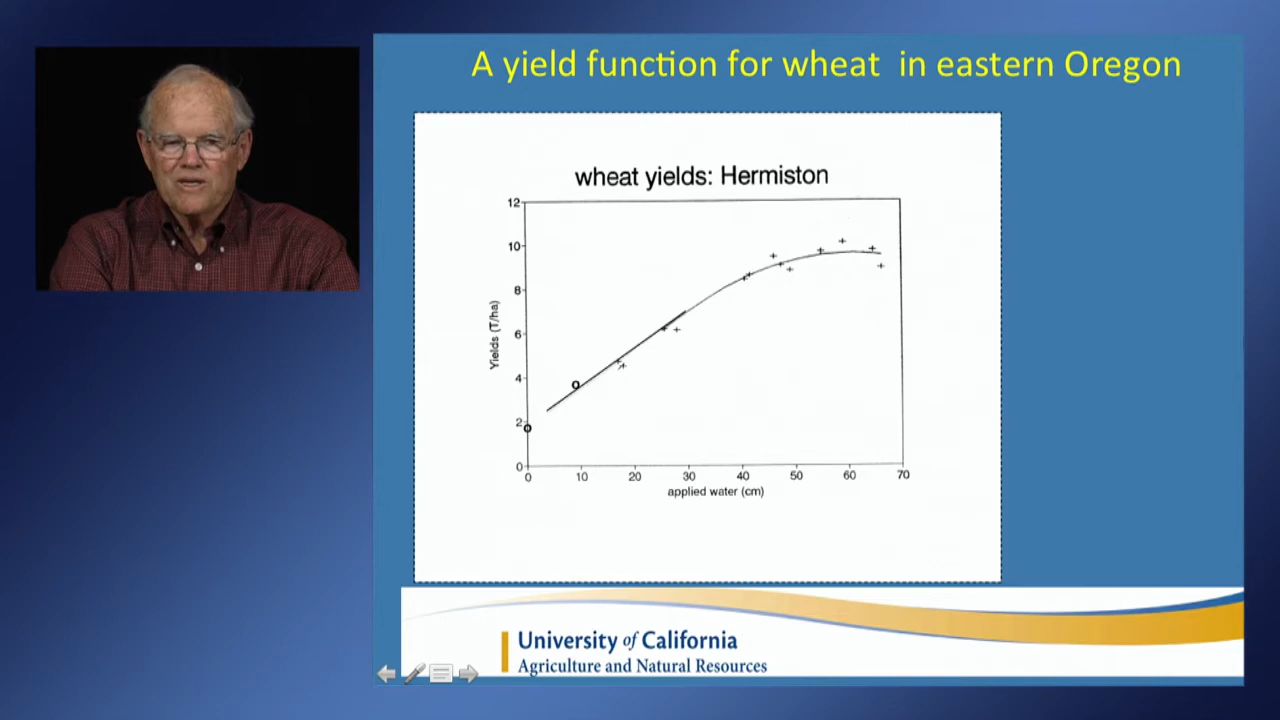 A yield function for wheat in eastern Oregon
wheat yields: Hermiston
12
10
8
6
4
2
0
Yields (T/ha)
0 10 20 30 40 50 60 70
applied water (cm)
University of California
Agriculture and Natural Resources